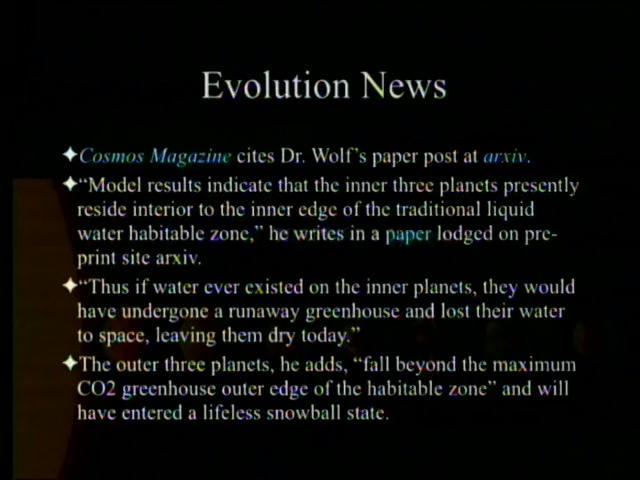 Evolution News
✦Cosmos Magazine cites Dr. Wolf's paper post at arxiv.
✦“Model results indicate that the inner three planets presently
reside interior to the inner edge of the traditional liquid
water habitable zone,” he writes in a paper lodged on pre-
print site arxiv.
✦“Thus if water ever existed on the inner planets, they would
have undergone a runaway greenhouse and lost their water
to space, leaving them dry today.”
✦The outer three planets, he adds, “fall beyond the maximum
CO2 greenhouse outer edge of the habitable zone” and will
have entered a lifeless snowball state.